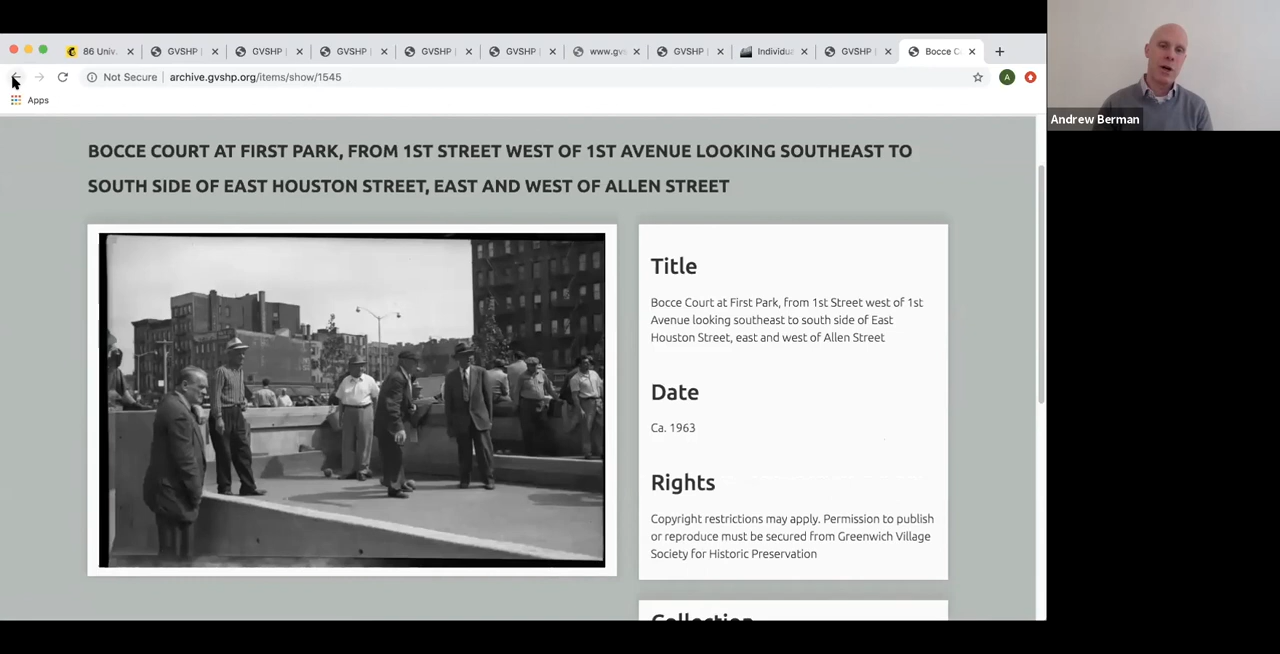 86 Univ.
GVSHP |
GVSHP |
GVSHP |
GVSHP |
GVSHP |
www.gvs
GVSHP |
Individua
GVSHP |
Bocce C
Not Secure
archive.gvshp.org/items/show/1545
A
Apps
Andrew Berman
BOCCE COURT AT FIRST PARK, FROM 1ST STREET WEST OF 1ST AVENUE LOOKING SOUTHEAST TO
SOUTH SIDE OF EAST HOUSTON STREET, EAST AND WEST OF ALLEN STREET
Title
Bocce Court at First Park, from 1st Street west of 1st
Avenue looking southeast to south side of East
Houston Street, east and west of Allen Street
Date
Ca. 1963
Rights
Copyright restrictions may apply. Permission to publish
or reproduce must be secured from Greenwich Village
Society for Historic Preservation
Collection